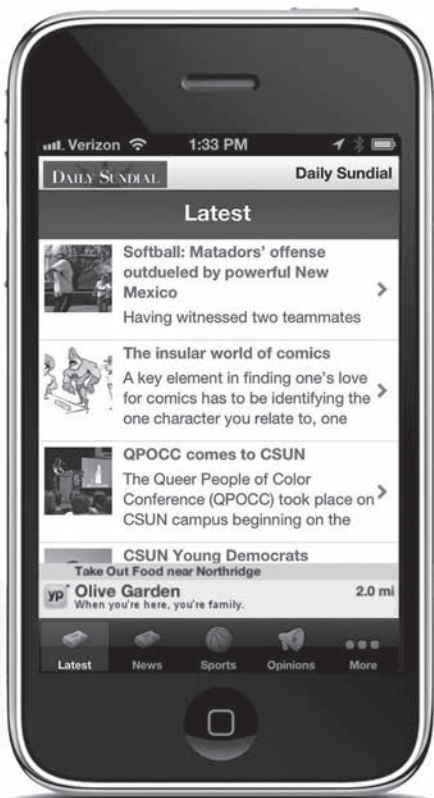 Verizon 1:33 PM
DAILY SUNDIAL Daily Sundial
Latest
Softball: Matadors' offense
outdueled by powerful New
Mexico
Having witnessed two teammates
The insular world of comics
A key element in finding one's love
for comics has to be identifying the
one character you relate to, one
QPOCC comes to CSUN
The Queer People of Color
Conference (QPOCC) took place on
CSUN campus beginning on the
CSUN Young Democrats
Take Out Food near Northridge
yp Olive Garden 2.0 mi
When you're here, you're family.
Latest News Sports Opinions More